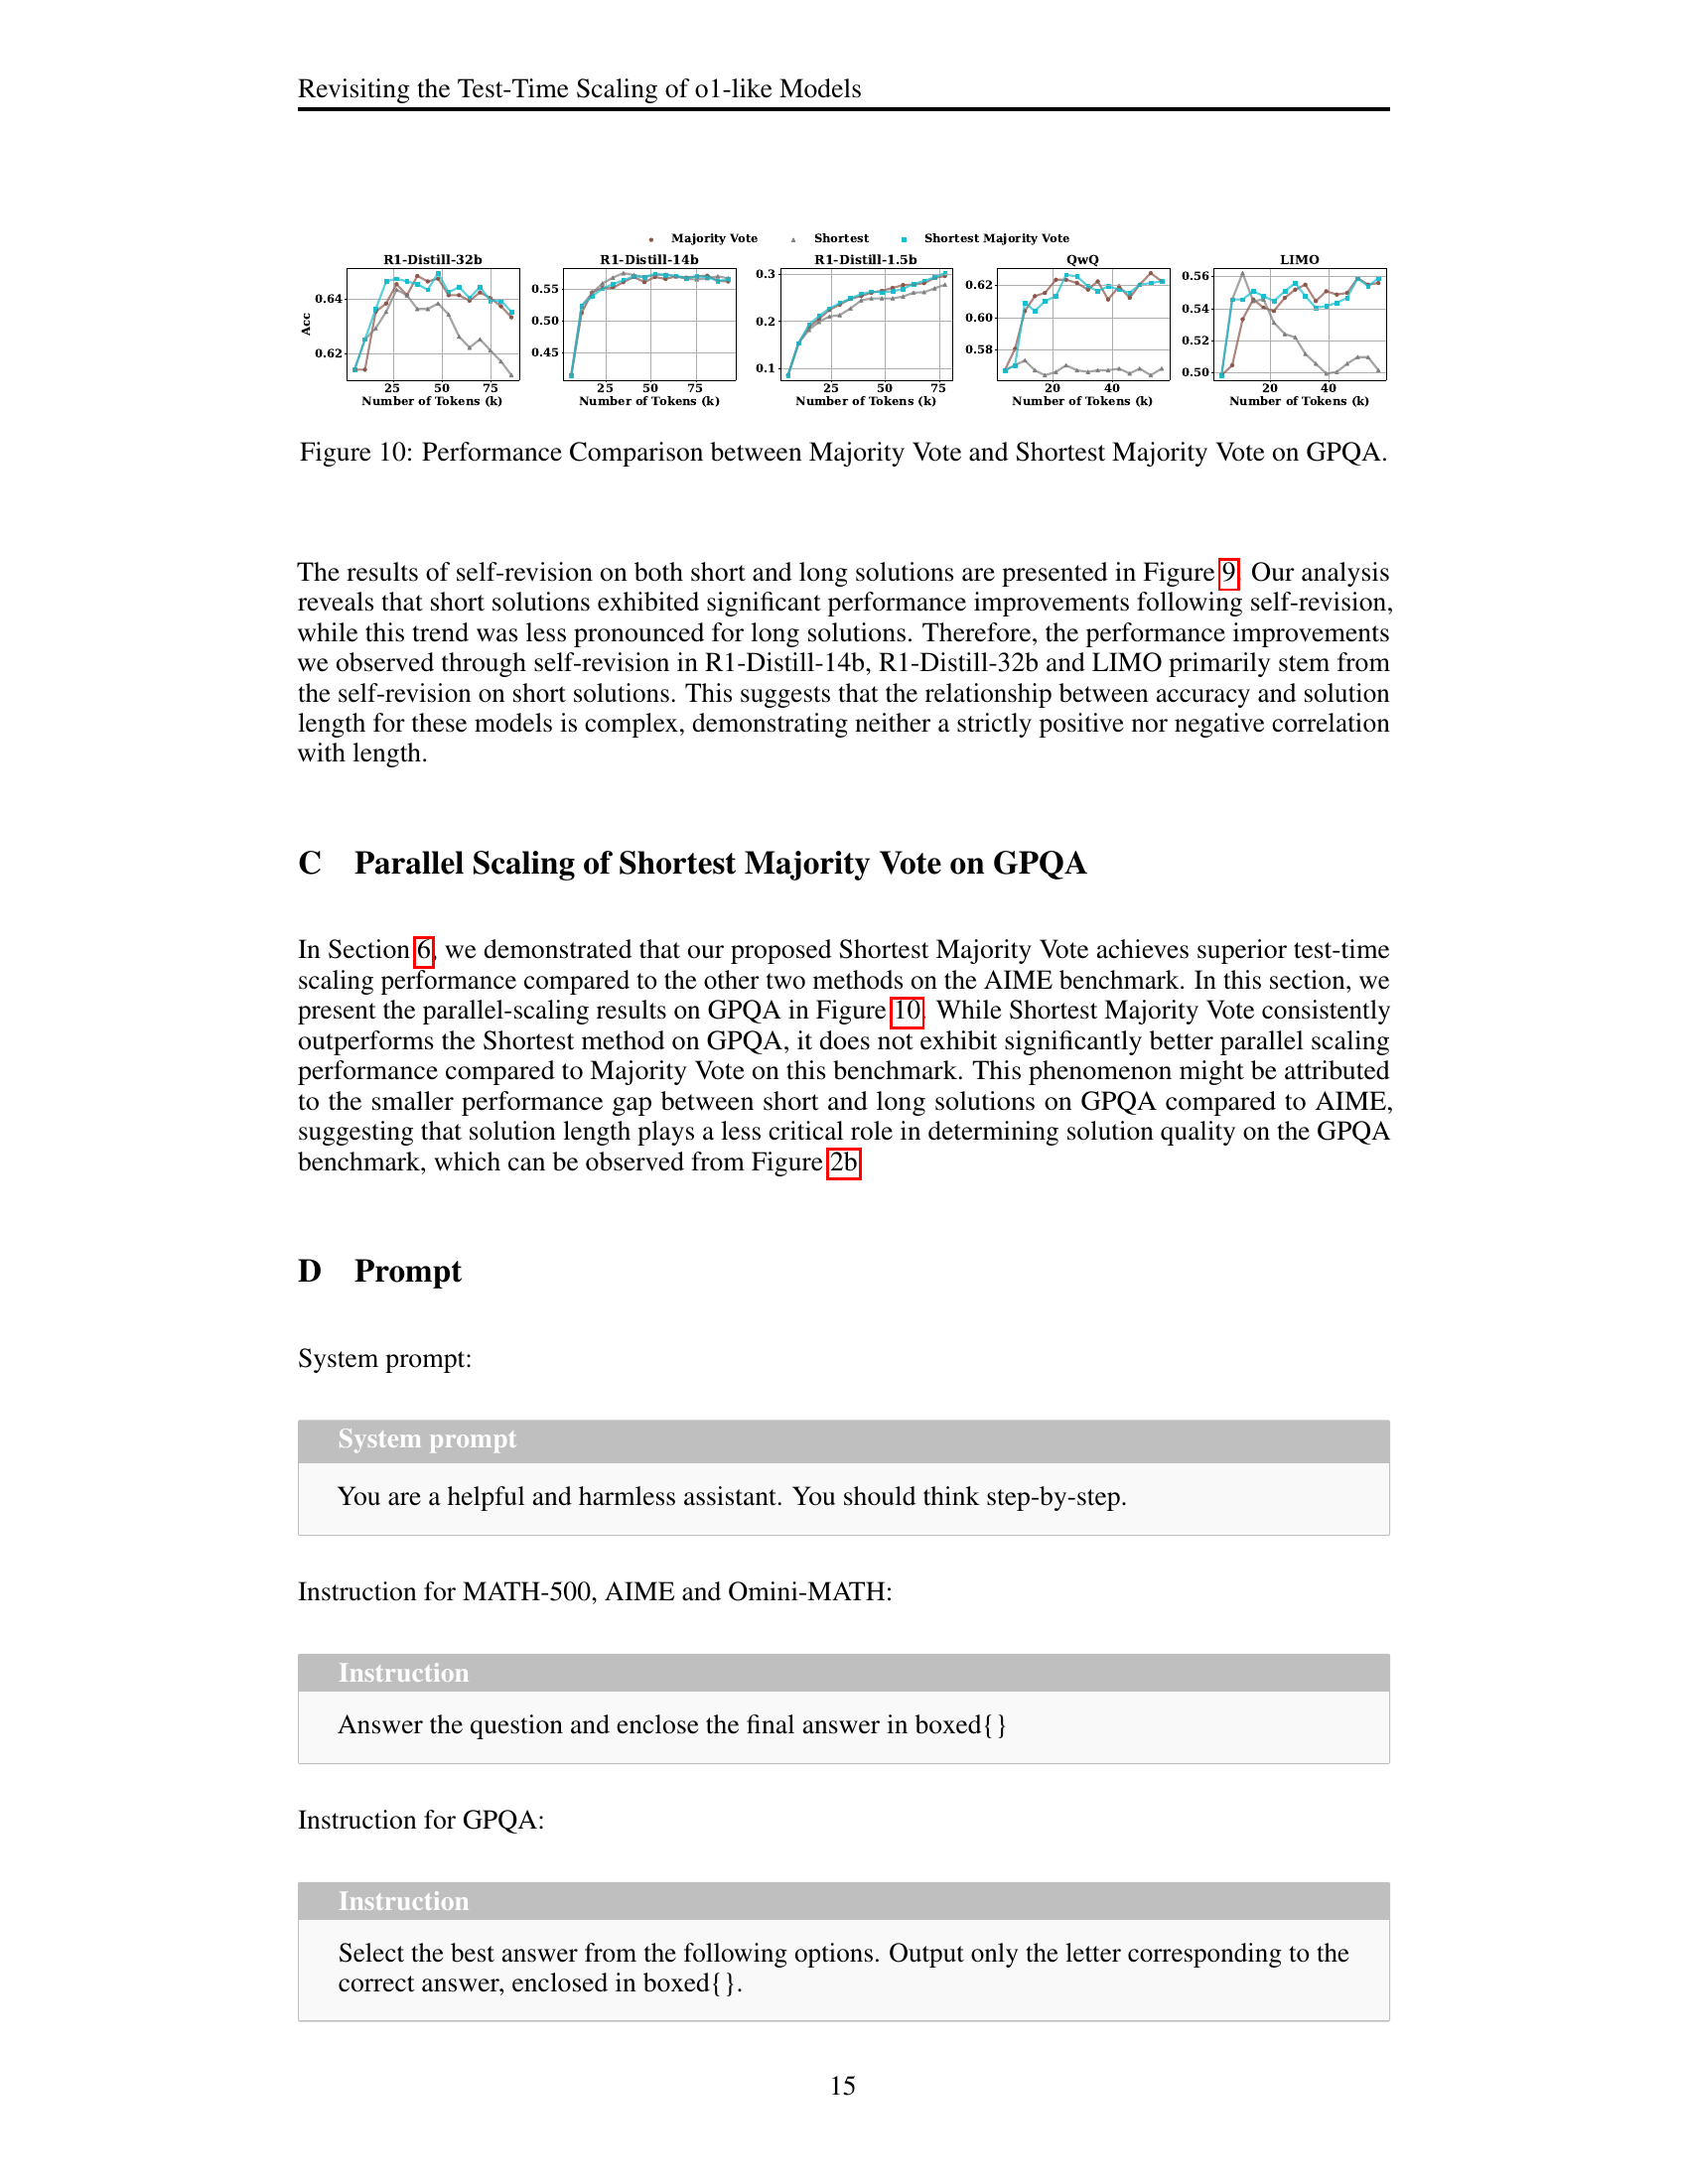 Revisiting the Test-Time Scaling of o1-like Models
Majority Vote Shortest Shortest Majority Vote
R1-Distill-32b R1-Distill-14b R1-Distill-1.5b QwQ LIMO
Acc
0.64
0.62
25 50 75
Number of Tokens (k)
0.55
0.50
0.45
25 50 75
Number of Tokens (k)
0.3
0.2
0.1
25 50 75
Number of Tokens (k)
0.62
0.60
0.58
20 40
Number of Tokens (k)
0.56
0.54
0.52
0.50
20 40
Number of Tokens (k)
Figure 10: Performance Comparison between Majority Vote and Shortest Majority Vote on GPQA.
The results of self-revision on both short and long solutions are presented in Figure 9. Our analysis
reveals that short solutions exhibited significant performance improvements following self-revision,
while this trend was less pronounced for long solutions. Therefore, the performance improvements
we observed through self-revision in R1-Distill-14b, R1-Distill-32b and LIMO primarily stem from
the self-revision on short solutions. This suggests that the relationship between accuracy and solution
length for these models is complex, demonstrating neither a strictly positive nor negative correlation
with length.
C Parallel Scaling of Shortest Majority Vote on GPQA
In Section 6, we demonstrated that our proposed Shortest Majority Vote achieves superior test-time
scaling performance compared to the other two methods on the AIME benchmark. In this section, we
present the parallel-scaling results on GPQA in Figure 10. While Shortest Majority Vote consistently
outperforms the Shortest method on GPQA, it does not exhibit significantly better parallel scaling
performance compared to Majority Vote on this benchmark. This phenomenon might be attributed
to the smaller performance gap between short and long solutions on GPQA compared to AIME,
suggesting that solution length plays a less critical role in determining solution quality on the GPQA
benchmark, which can be observed from Figure 2b
D Prompt
System prompt:
System prompt
You are a helpful and harmless assistant. You should think step-by-step.
Instruction for MATH-500, AIME and Omini-MATH:
Instruction
Answer the question and enclose the final answer in boxed{}
Instruction for GPQA:
Instruction
Select the best answer from the following options. Output only the letter corresponding to the
correct answer, enclosed in boxed{}.
15